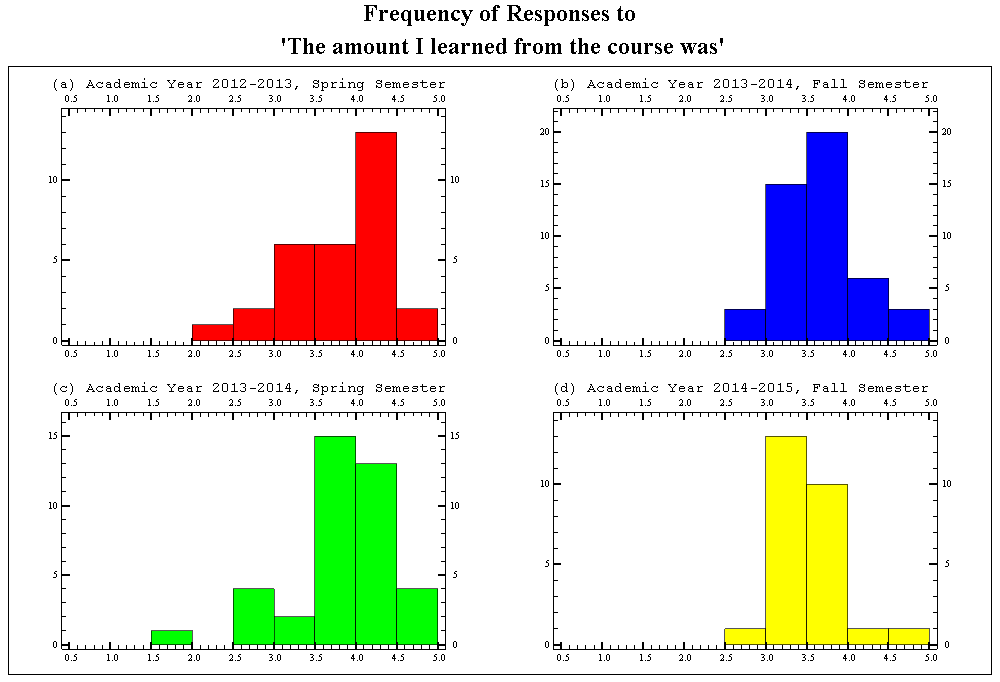 Frequency of Responses to
'The amount I learned from the course was'
(a) Academic Year 2012-2013, Spring Semester
0.5 1.0 1.5 2.0 2.5 3.0 3.5 4.0 4.5 5.0
10 10
5 5
0 0
0.5 1.0 1.5 2.0 2.5 3.0 3.5 4.0 4.5 5.0
(b) Academic Year 2013-2014, Fall Semester
0.5 1.0 1.5 2.0 2.5 3.0 3.5 4.0 4.5 5.0
20 20
15 15
10 10
5 5
0 0
0.5 1.0 1.5 2.0 2.5 3.0 3.5 4.0 4.5 5.0
(c) Academic Year 2013-2014, Spring Semester
0.5 1.0 1.5 2.0 2.5 3.0 3.5 4.0 4.5 5.0
15 15
10 10
5 5
0 0
0.5 1.0 1.5 2.0 2.5 3.0 3.5 4.0 4.5 5.0
(d) Academic Year 2014-2015, Fall Semester
0.5 1.0 1.5 2.0 2.5 3.0 3.5 4.0 4.5 5.0
10 10
5 5
0 0
0.5 1.0 1.5 2.0 2.5 3.0 3.5 4.0 4.5 5.0